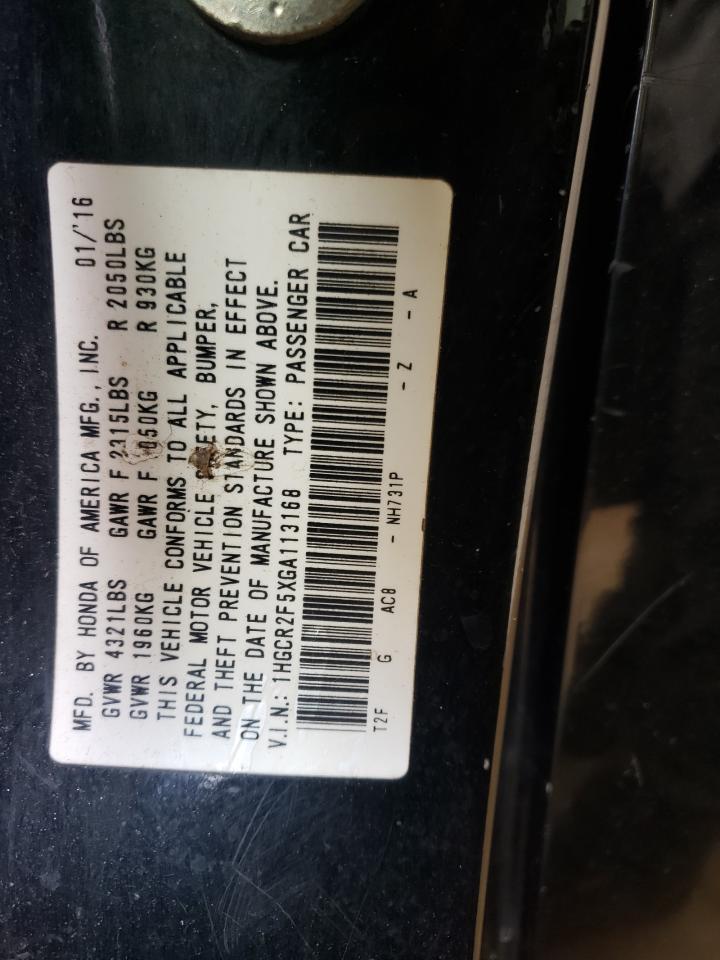 MFD. BY HONDA OF AMERICA MFG., INC. 01/'16
GVWR 4321LBS GAWR F 2315LBS R 2050LBS
GVWR 1960KG GAWR F 1050KG R 930KG
THIS VEHICLE CONFORMS TO ALL APPLICABLE
FEDERAL MOTOR VEHICLE BUMPER,
AND THEFT PREVENTION STANDARDS IN EFFECT
ON THE DATE OF MANUFACTURE SHOWN ABOVE.
V.I.N.: 1HGCR2F5XGA113168 TYPE: PASSENGER CAR
T2F G AC8 - NH731P - Z - A